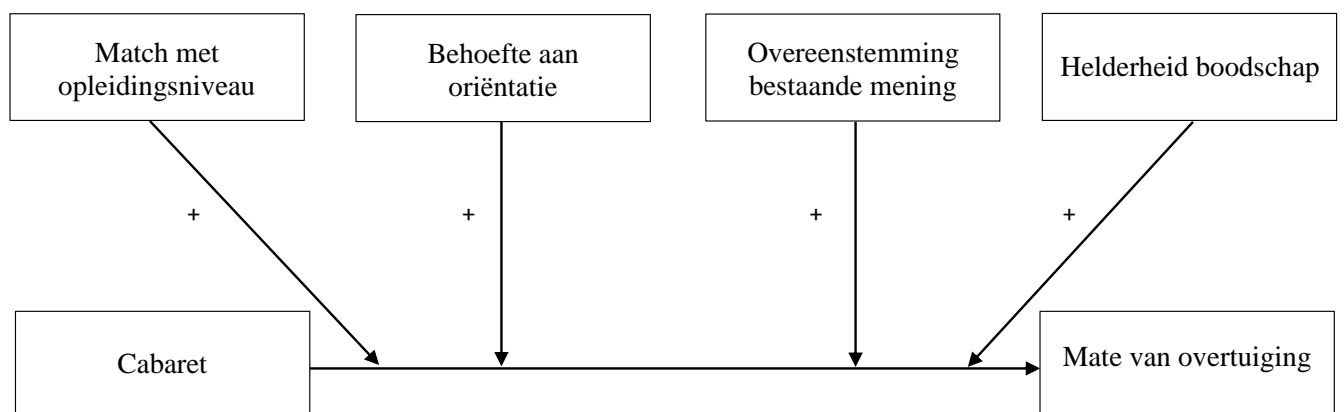 Match met
opleidingsniveau
Behoefte aan
oriëntatie
Overeenstemming
bestaande mening
Helderheid boodschap
+
+
+
+
Cabaret
Mate van overtuiging